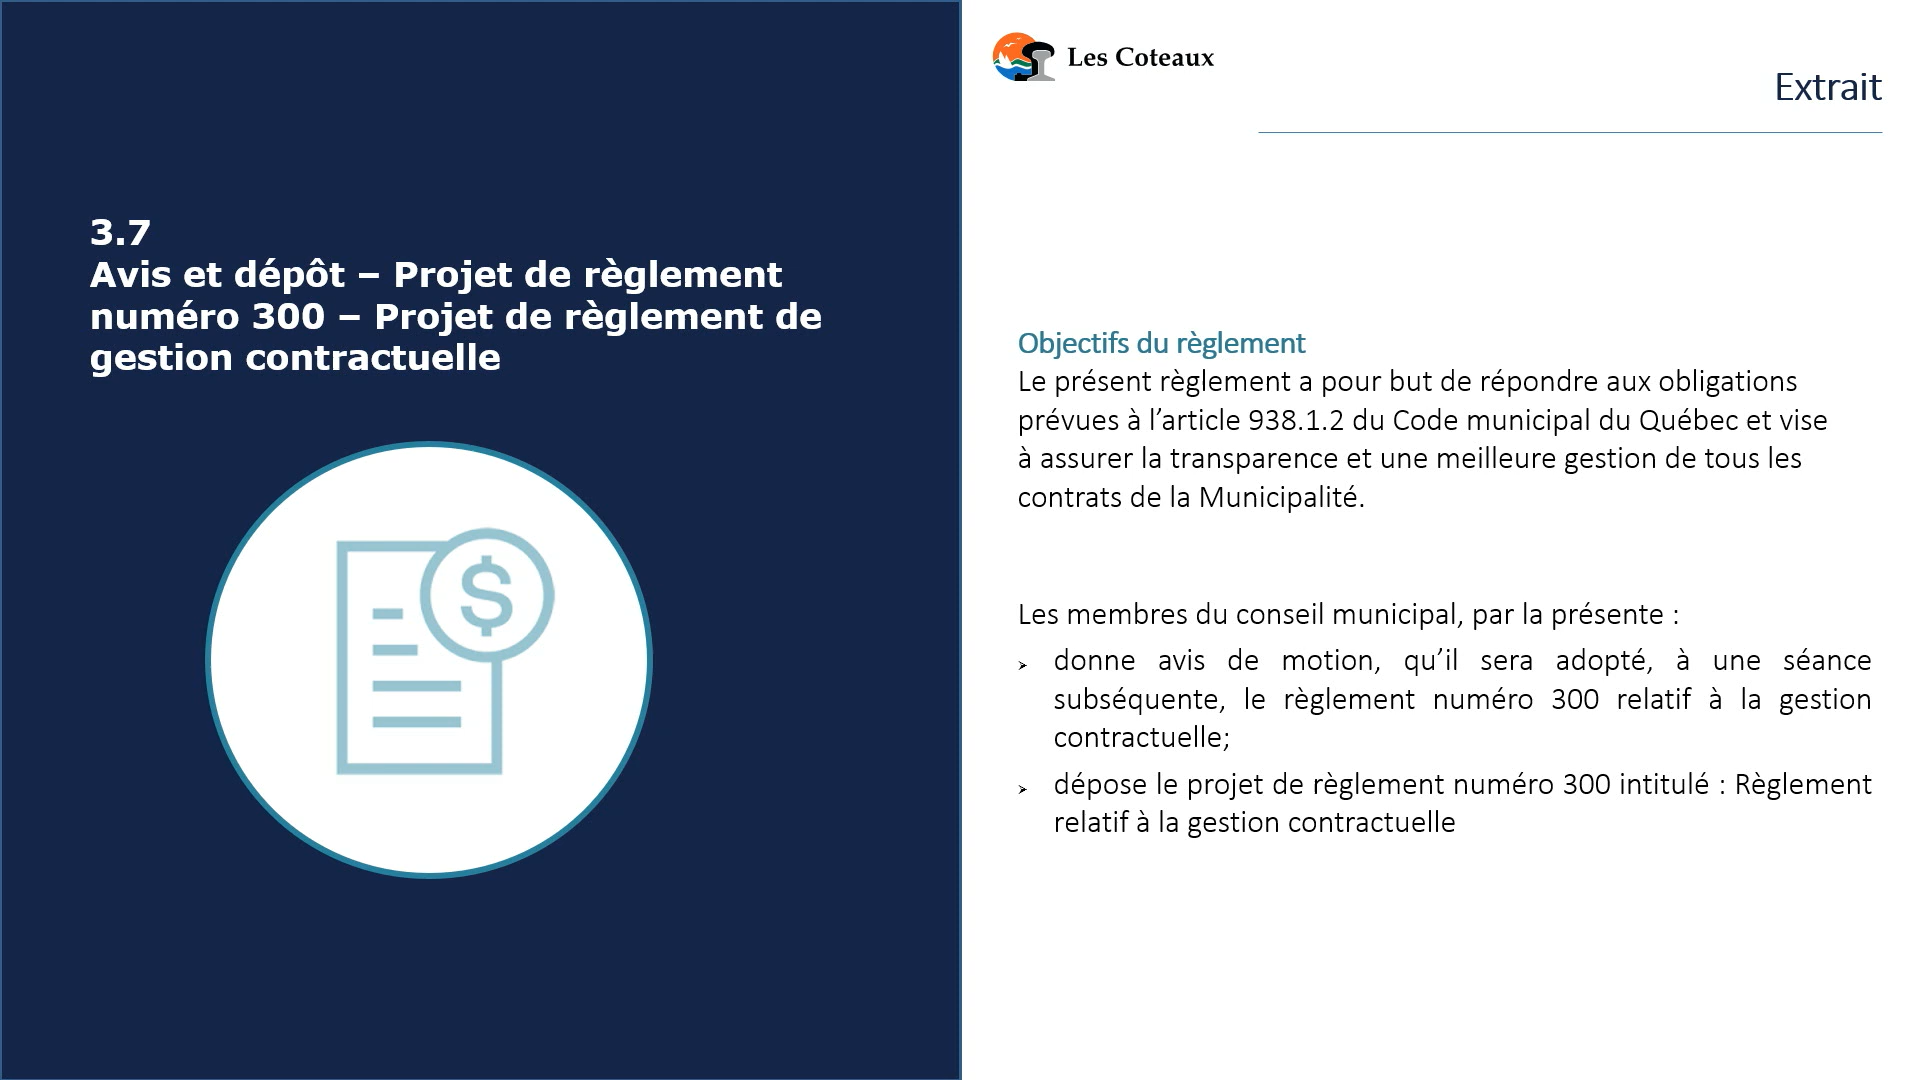 3.7
Avis et dépôt – Projet de règlement
numéro 300 – Projet de règlement de
gestion contractuelle
$
Les Coteaux
Extrait
Objectifs du règlement
Le présent règlement a pour but de répondre aux obligations
prévues à l’article 938.1.2 du Code municipal du Québec et vise
à assurer la transparence et une meilleure gestion de tous les
contrats de la Municipalité.
Les membres du conseil municipal, par la présente :
➢ donne avis de motion, qu’il sera adopté, à une séance
subséquente, le règlement numéro 300 relatif à la gestion
contractuelle;
➢ dépose le projet de règlement numéro 300 intitulé : Règlement
relatif à la gestion contractuelle